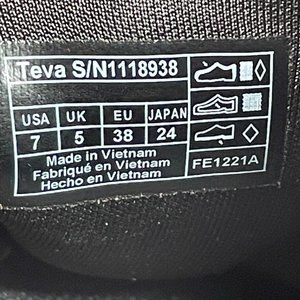 Teva S/N1118938
USA UK EU JAPAN
7 5 38 24
Made in Vietnam
Fabriqué en Vietnam
Hecho en Vietnam
FE1221A